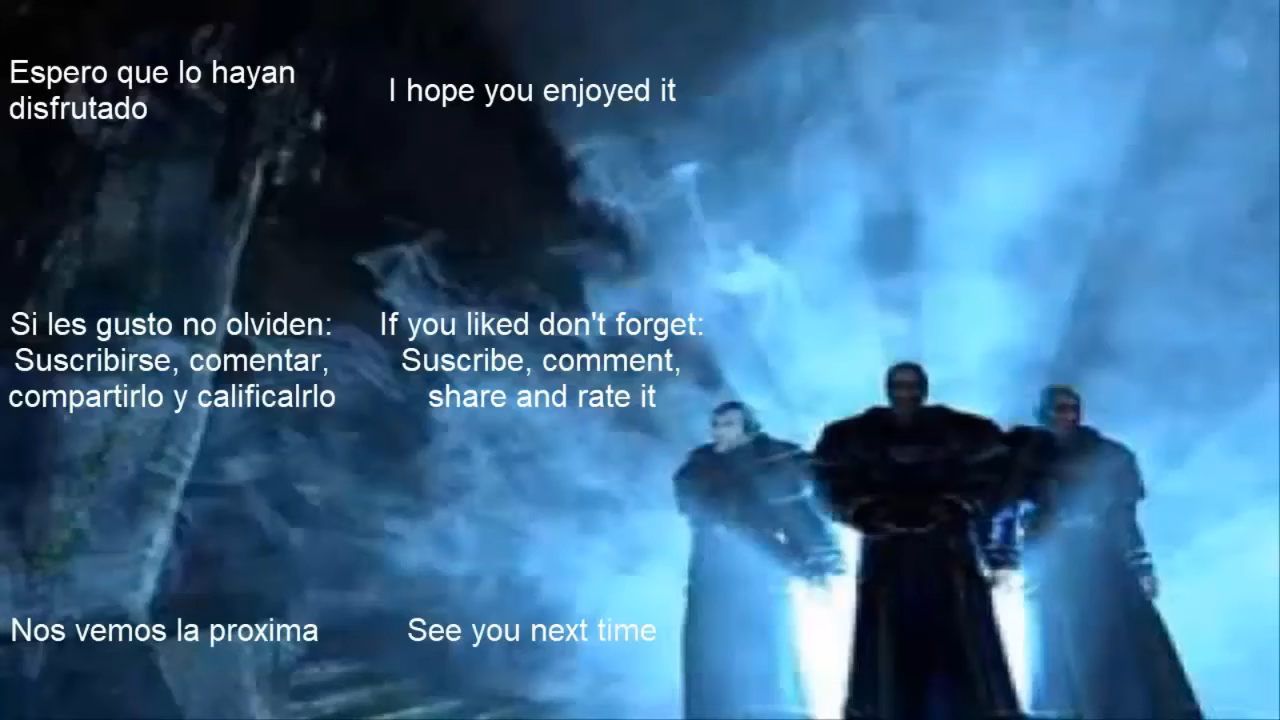 Espero que lo hayan
disfrutado
I hope you enjoyed it
Si les gusto no olviden:
Suscribirse, comentar,
compartirlo y calificalrlo
If you liked don't forget:
Suscribe, comment,
share and rate it
Nos vemos la proxima
See you next time